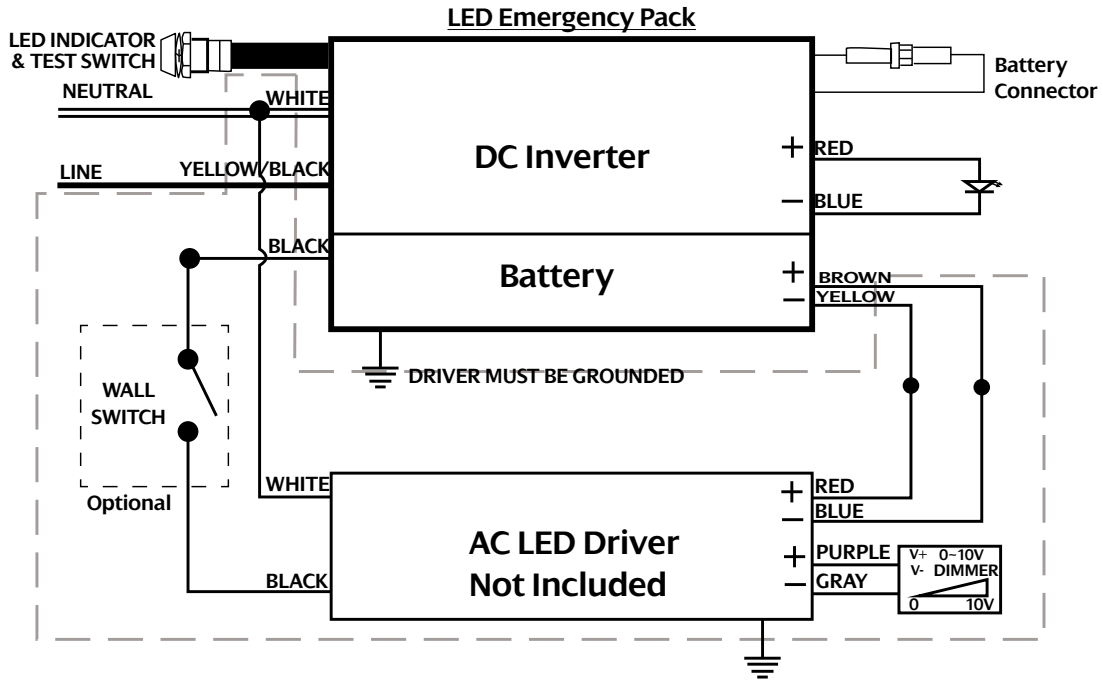 LED Emergency Pack
LED INDICATOR
& TEST SWITCH
NEUTRAL
WHITE
LINE
YELLOW/BLACK
BLACK
DC Inverter
Battery
Battery
Connector
+
RED
−
BLUE
+
BROWN
−
YELLOW
DRIVER MUST BE GROUNDED
WALL
SWITCH
Optional
WHITE
BLACK
AC LED Driver
Not Included
+
RED
−
BLUE
+
PURPLE
−
GRAY
V+ 0~10V
V- DIMMER
0 10V